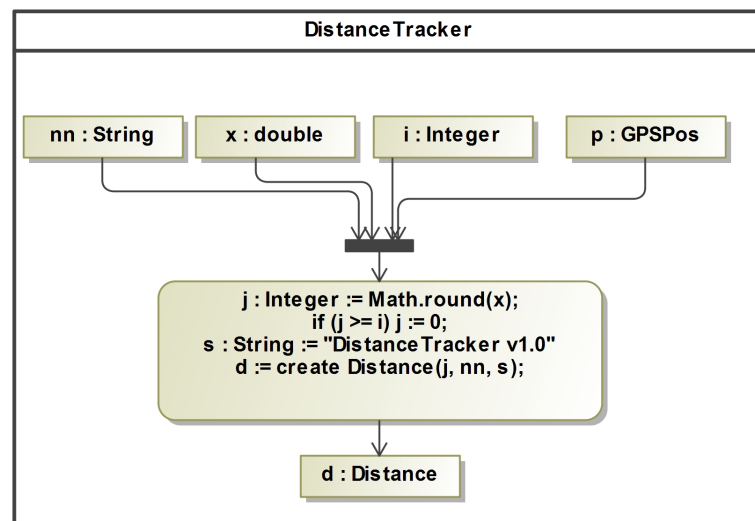 DistanceTracker
nn : String
x : double
i : Integer
p : GPSPos
j : Integer := Math.round(x);
if (j >= i) j := 0;
s : String := "DistanceTracker v1.0"
d := create Distance(j, nn, s);
d : Distance